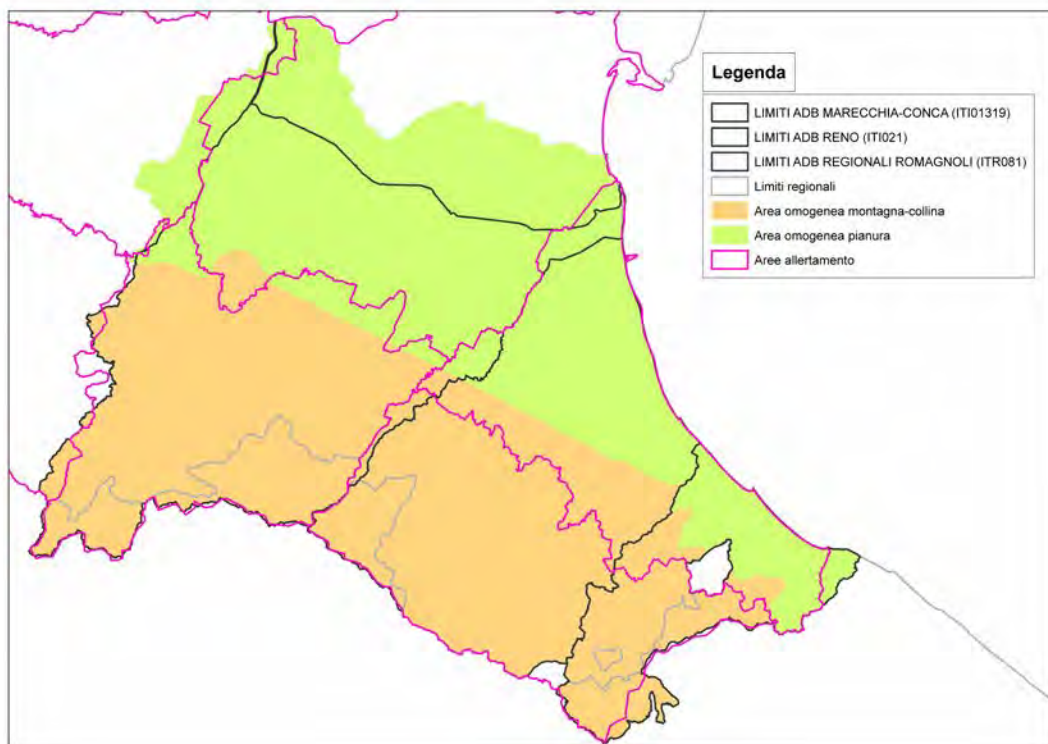 Legenda
LIMITI ADB MARECCHIA-CONCA (ITI01319)
LIMITI ADB RENO (ITI021)
LIMITI ADB REGIONALI ROMAGNOLI (ITR081)
Limiti regionali
Area omogenea montagna-collina
Area omogenea pianura
Aree allertamento